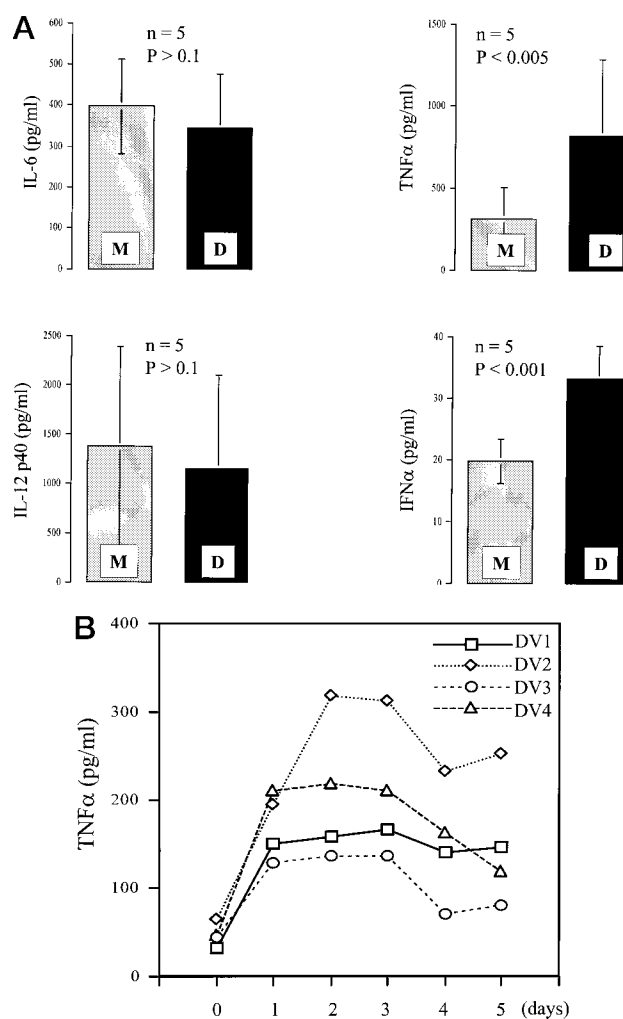 A
IL-6 (pg/ml)
600
500
400
300
200
100
0
n = 5
P > 0.1
M
D
TNFα (pg/ml)
1500
1000
500
0
n = 5
P < 0.005
M
D
IL-12 p40 (pg/ml)
2500
2000
1500
1000
500
0
n = 5
P > 0.1
M
D
IFNα (pg/ml)
40
30
20
10
0
n = 5
P < 0.001
M
D
B
TNFα (pg/ml)
400
300
200
100
0
DV1
DV2
DV3
DV4
0 1 2 3 4 5 (days)